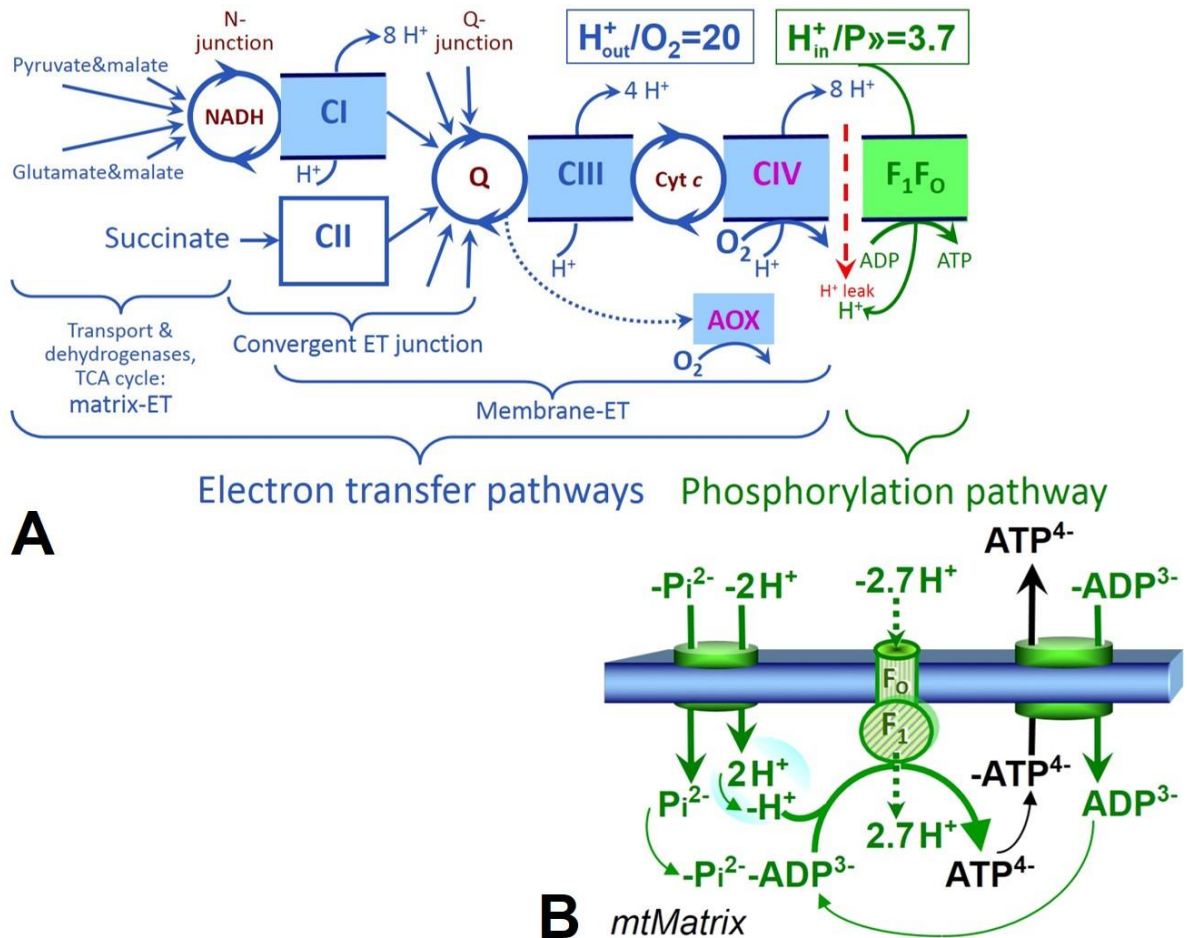 N-
junction
8 H⁺
Q-
junction
H⁺out/O₂=20
H⁺in/P»=3.7
Pyruvate&malate
NADH
CI
4 H⁺
8 H⁺
Glutamate&malate
H⁺
Q
CIII
Cyt c
CIV
F₁FO
Succinate
CII
H⁺
O₂
H⁺
ADP
ATP
H⁺ leak
H⁺
Transport &
dehydrogenases,
TCA cycle:
matrix-ET
Convergent ET junction
AOX
O₂
Membrane-ET
Electron transfer pathways
Phosphorylation pathway
A
ATP⁴⁻
-Pi²⁻
-2H⁺
-2.7H⁺
-ADP³⁻
FO
F₁
2H⁺
-H⁺
Pi²⁻
2.7H⁺
-ATP⁴⁻
ADP³⁻
-Pi²⁻-ADP³⁻
ATP⁴⁻
B
mtMatrix